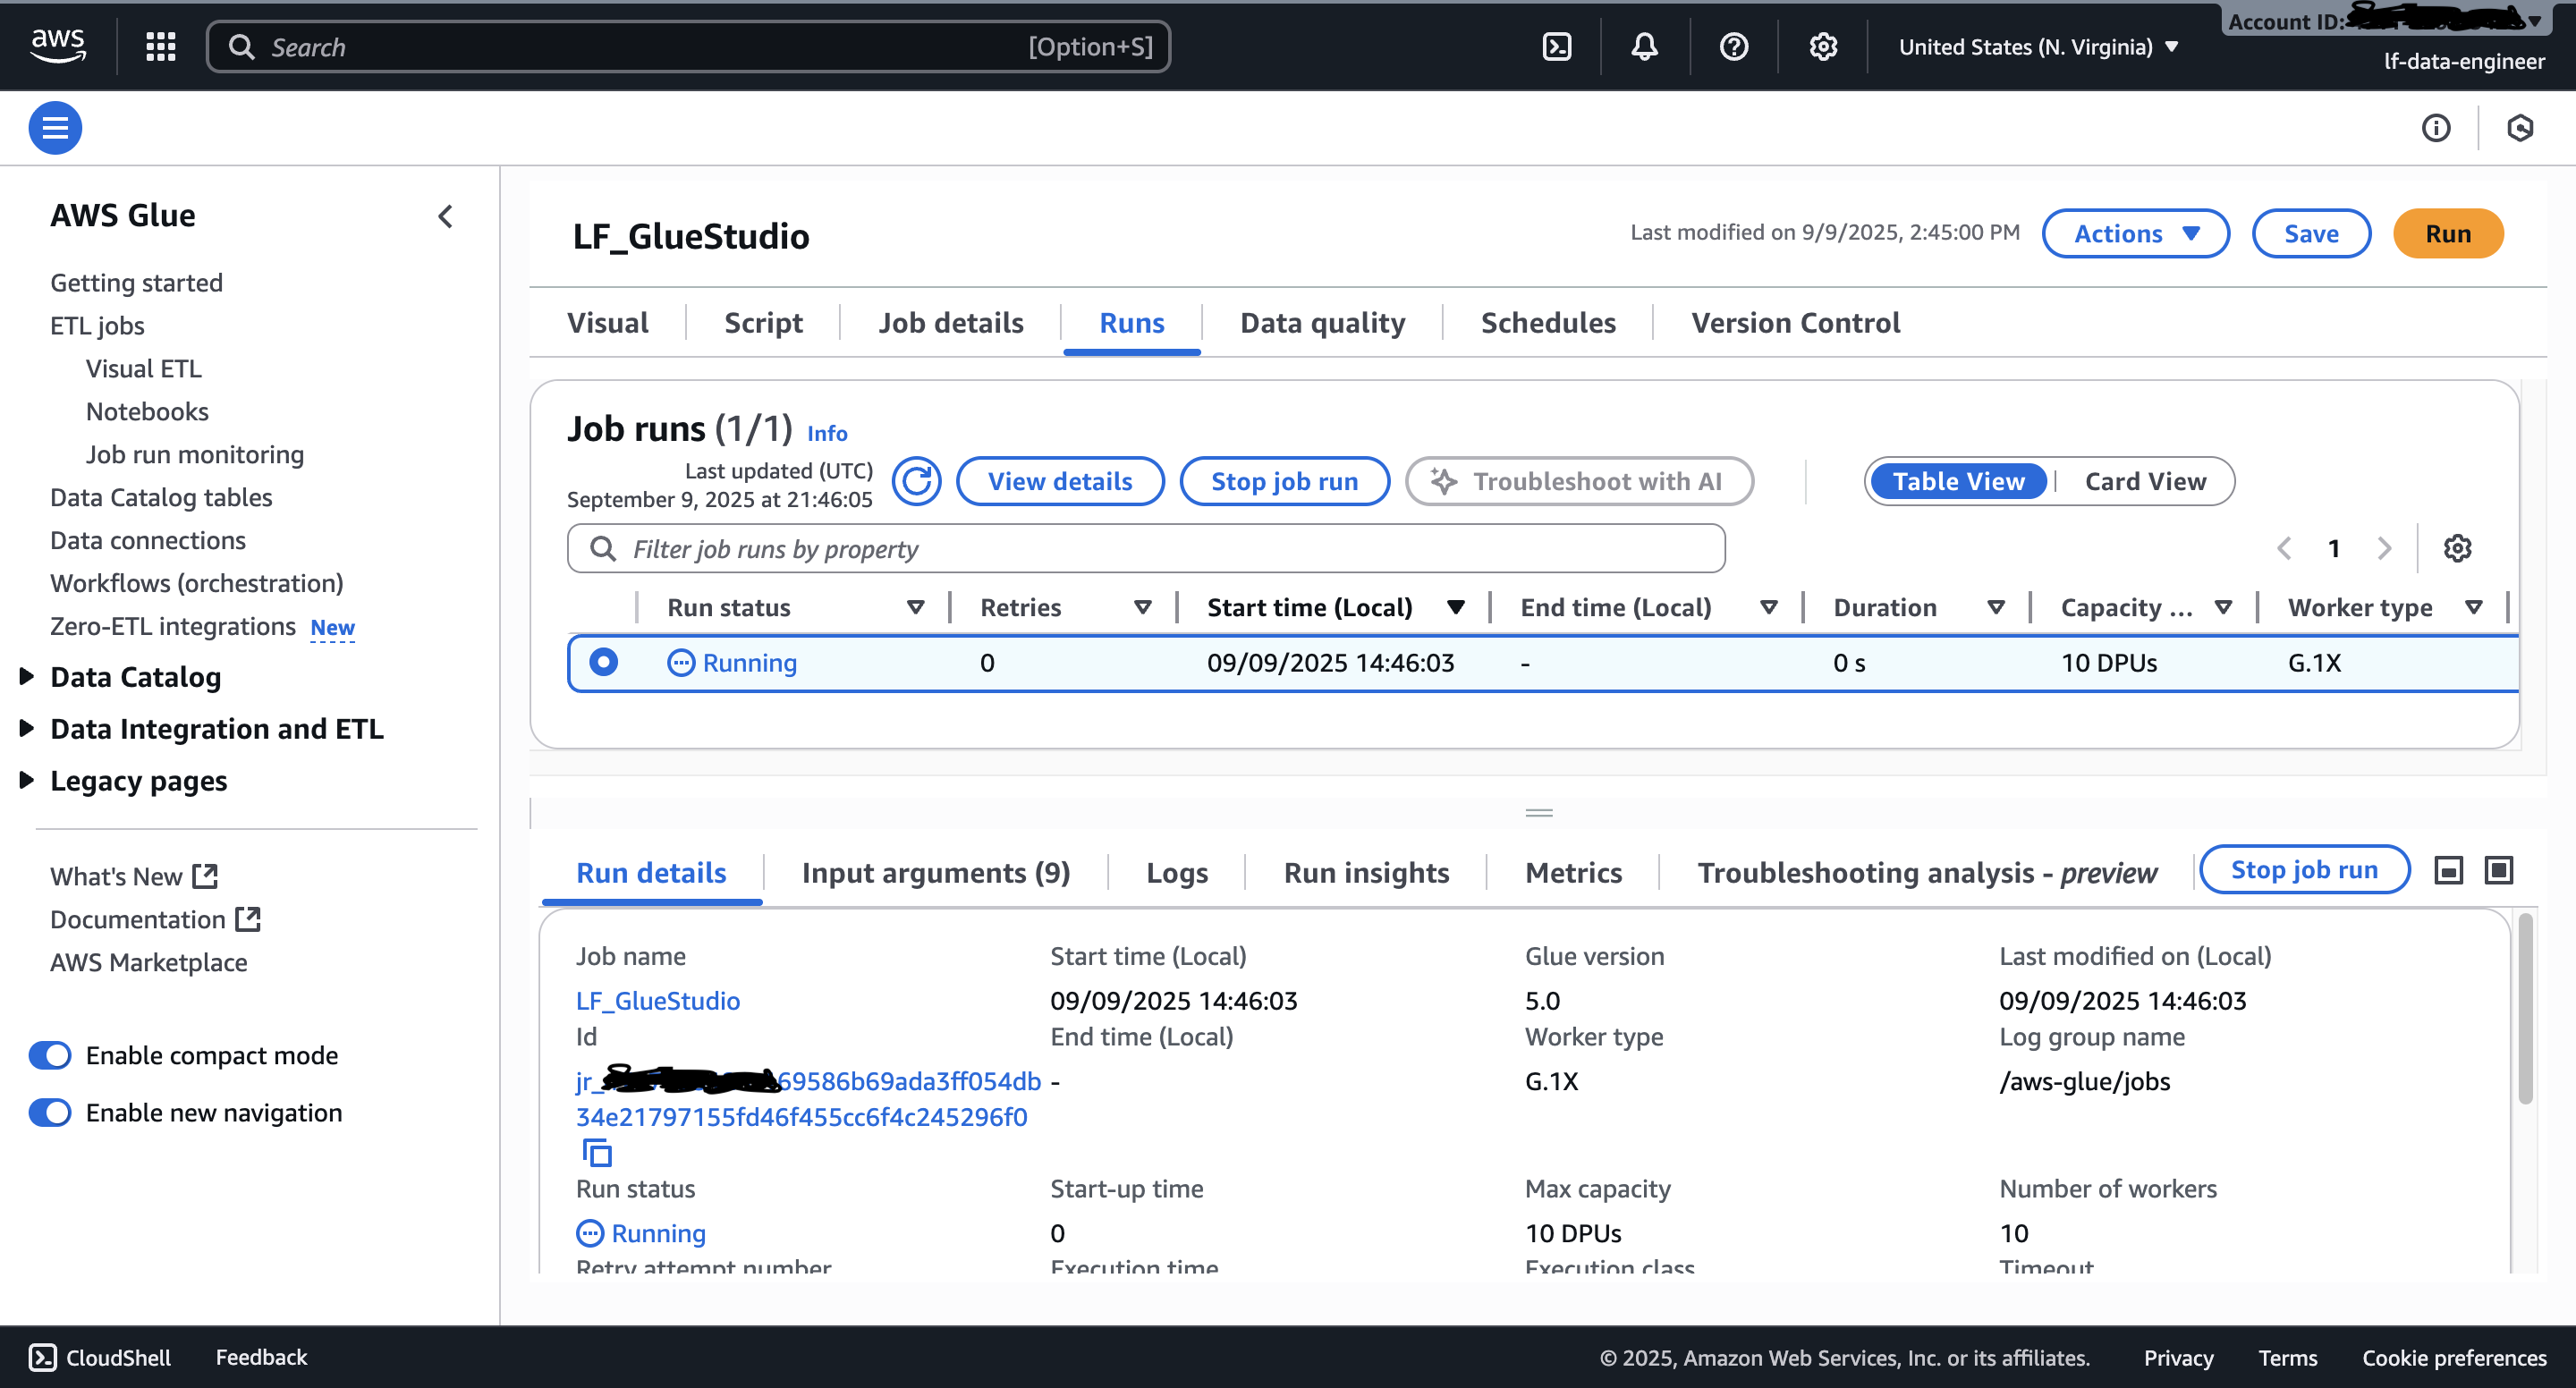 aws
Search [Option+S]
United States (N. Virginia)
Account ID:
lf-data-engineer
AWS Glue
Getting started
ETL jobs
Visual ETL
Notebooks
Job run monitoring
Data Catalog tables
Data connections
Workflows (orchestration)
Zero-ETL integrations New
Data Catalog
Data Integration and ETL
Legacy pages
What's New
Documentation
AWS Marketplace
Enable compact mode
Enable new navigation
LF_GlueStudio
Last modified on 9/9/2025, 2:45:00 PM
Actions
Save
Run
Visual Script Job details Runs Data quality Schedules Version Control
Job runs (1/1) Info
Last updated (UTC)
September 9, 2025 at 21:46:05
View details
Stop job run
Troubleshoot with AI
Table View
Card View
Filter job runs by property
1
Run status Retries Start time (Local) End time (Local) Duration Capacity ... Worker type
Running 0 09/09/2025 14:46:03 - 0 s 10 DPUs G.1X
Run details Input arguments (9) Logs Run insights Metrics Troubleshooting analysis - preview Stop job run
Job name Start time (Local) Glue version Last modified on (Local)
LF_GlueStudio 09/09/2025 14:46:03 5.0 09/09/2025 14:46:03
Id End time (Local) Worker type Log group name
jr_ 69586b69ada3ff054db - G.1X /aws-glue/jobs
34e21797155fd46f455cc6f4c245296f0
Run status Start-up time Max capacity Number of workers
Running 0 10 DPUs 10
Retry attempt number Execution time Execution class Timeout
CloudShell Feedback © 2025, Amazon Web Services, Inc. or its affiliates. Privacy Terms Cookie preferences